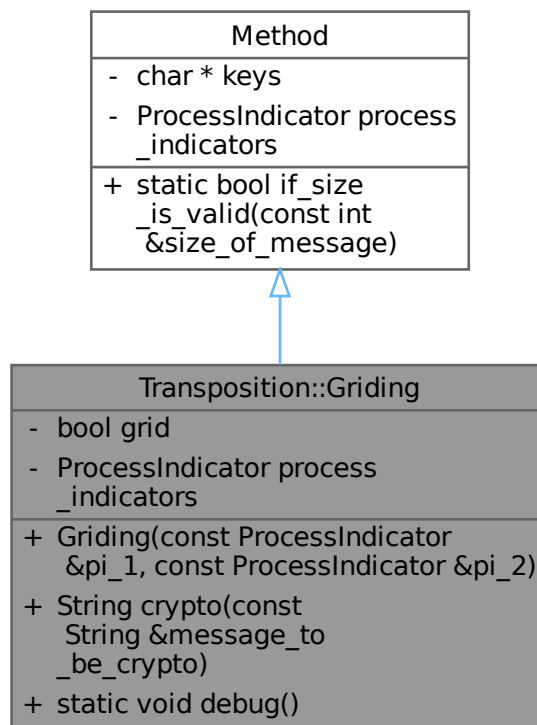 Method
- char * keys
- ProcessIndicator process
_indicators
+ static bool if_size
_is_valid(const int
&size_of_message)
Transposition::Griding
- bool grid
- ProcessIndicator process
_indicators
+ Griding(const ProcessIndicator
&pi_1, const ProcessIndicator &pi_2)
+ String crypto(const
String &message_to
_be_crypto)
+ static void debug()